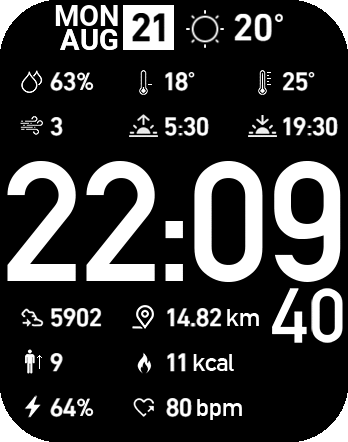 MON 21 20°
AUG
63% 18° 25°
3 5:30 19:30
22:09
40
5902 14.82 km
9 11 kcal
64% 80 bpm